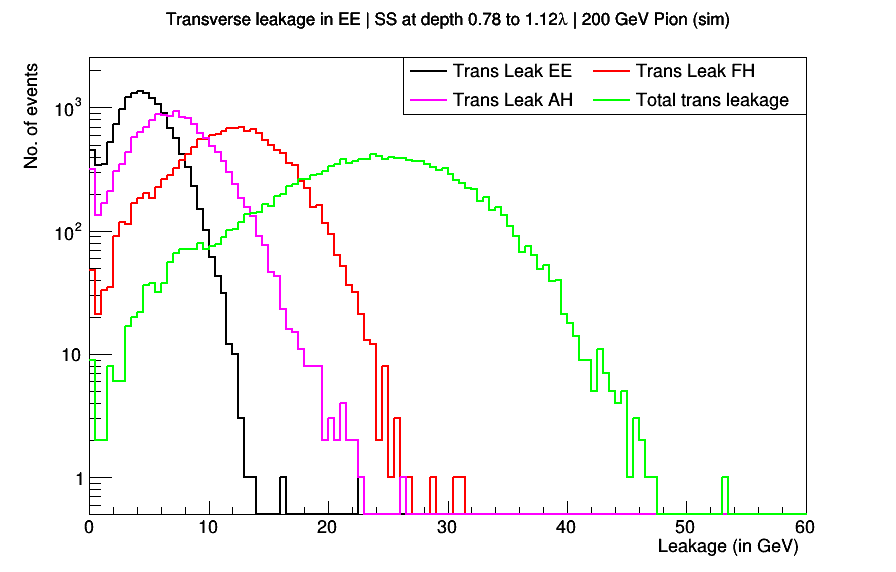 Transverse leakage in EE | SS at depth 0.78 to 1.12λ | 200 GeV Pion (sim)
No. of events
Trans Leak EE
Trans Leak FH
Trans Leak AH
Total trans leakage
10³
10²
10
1
0 10 20 30 40 50 60
Leakage (in GeV)